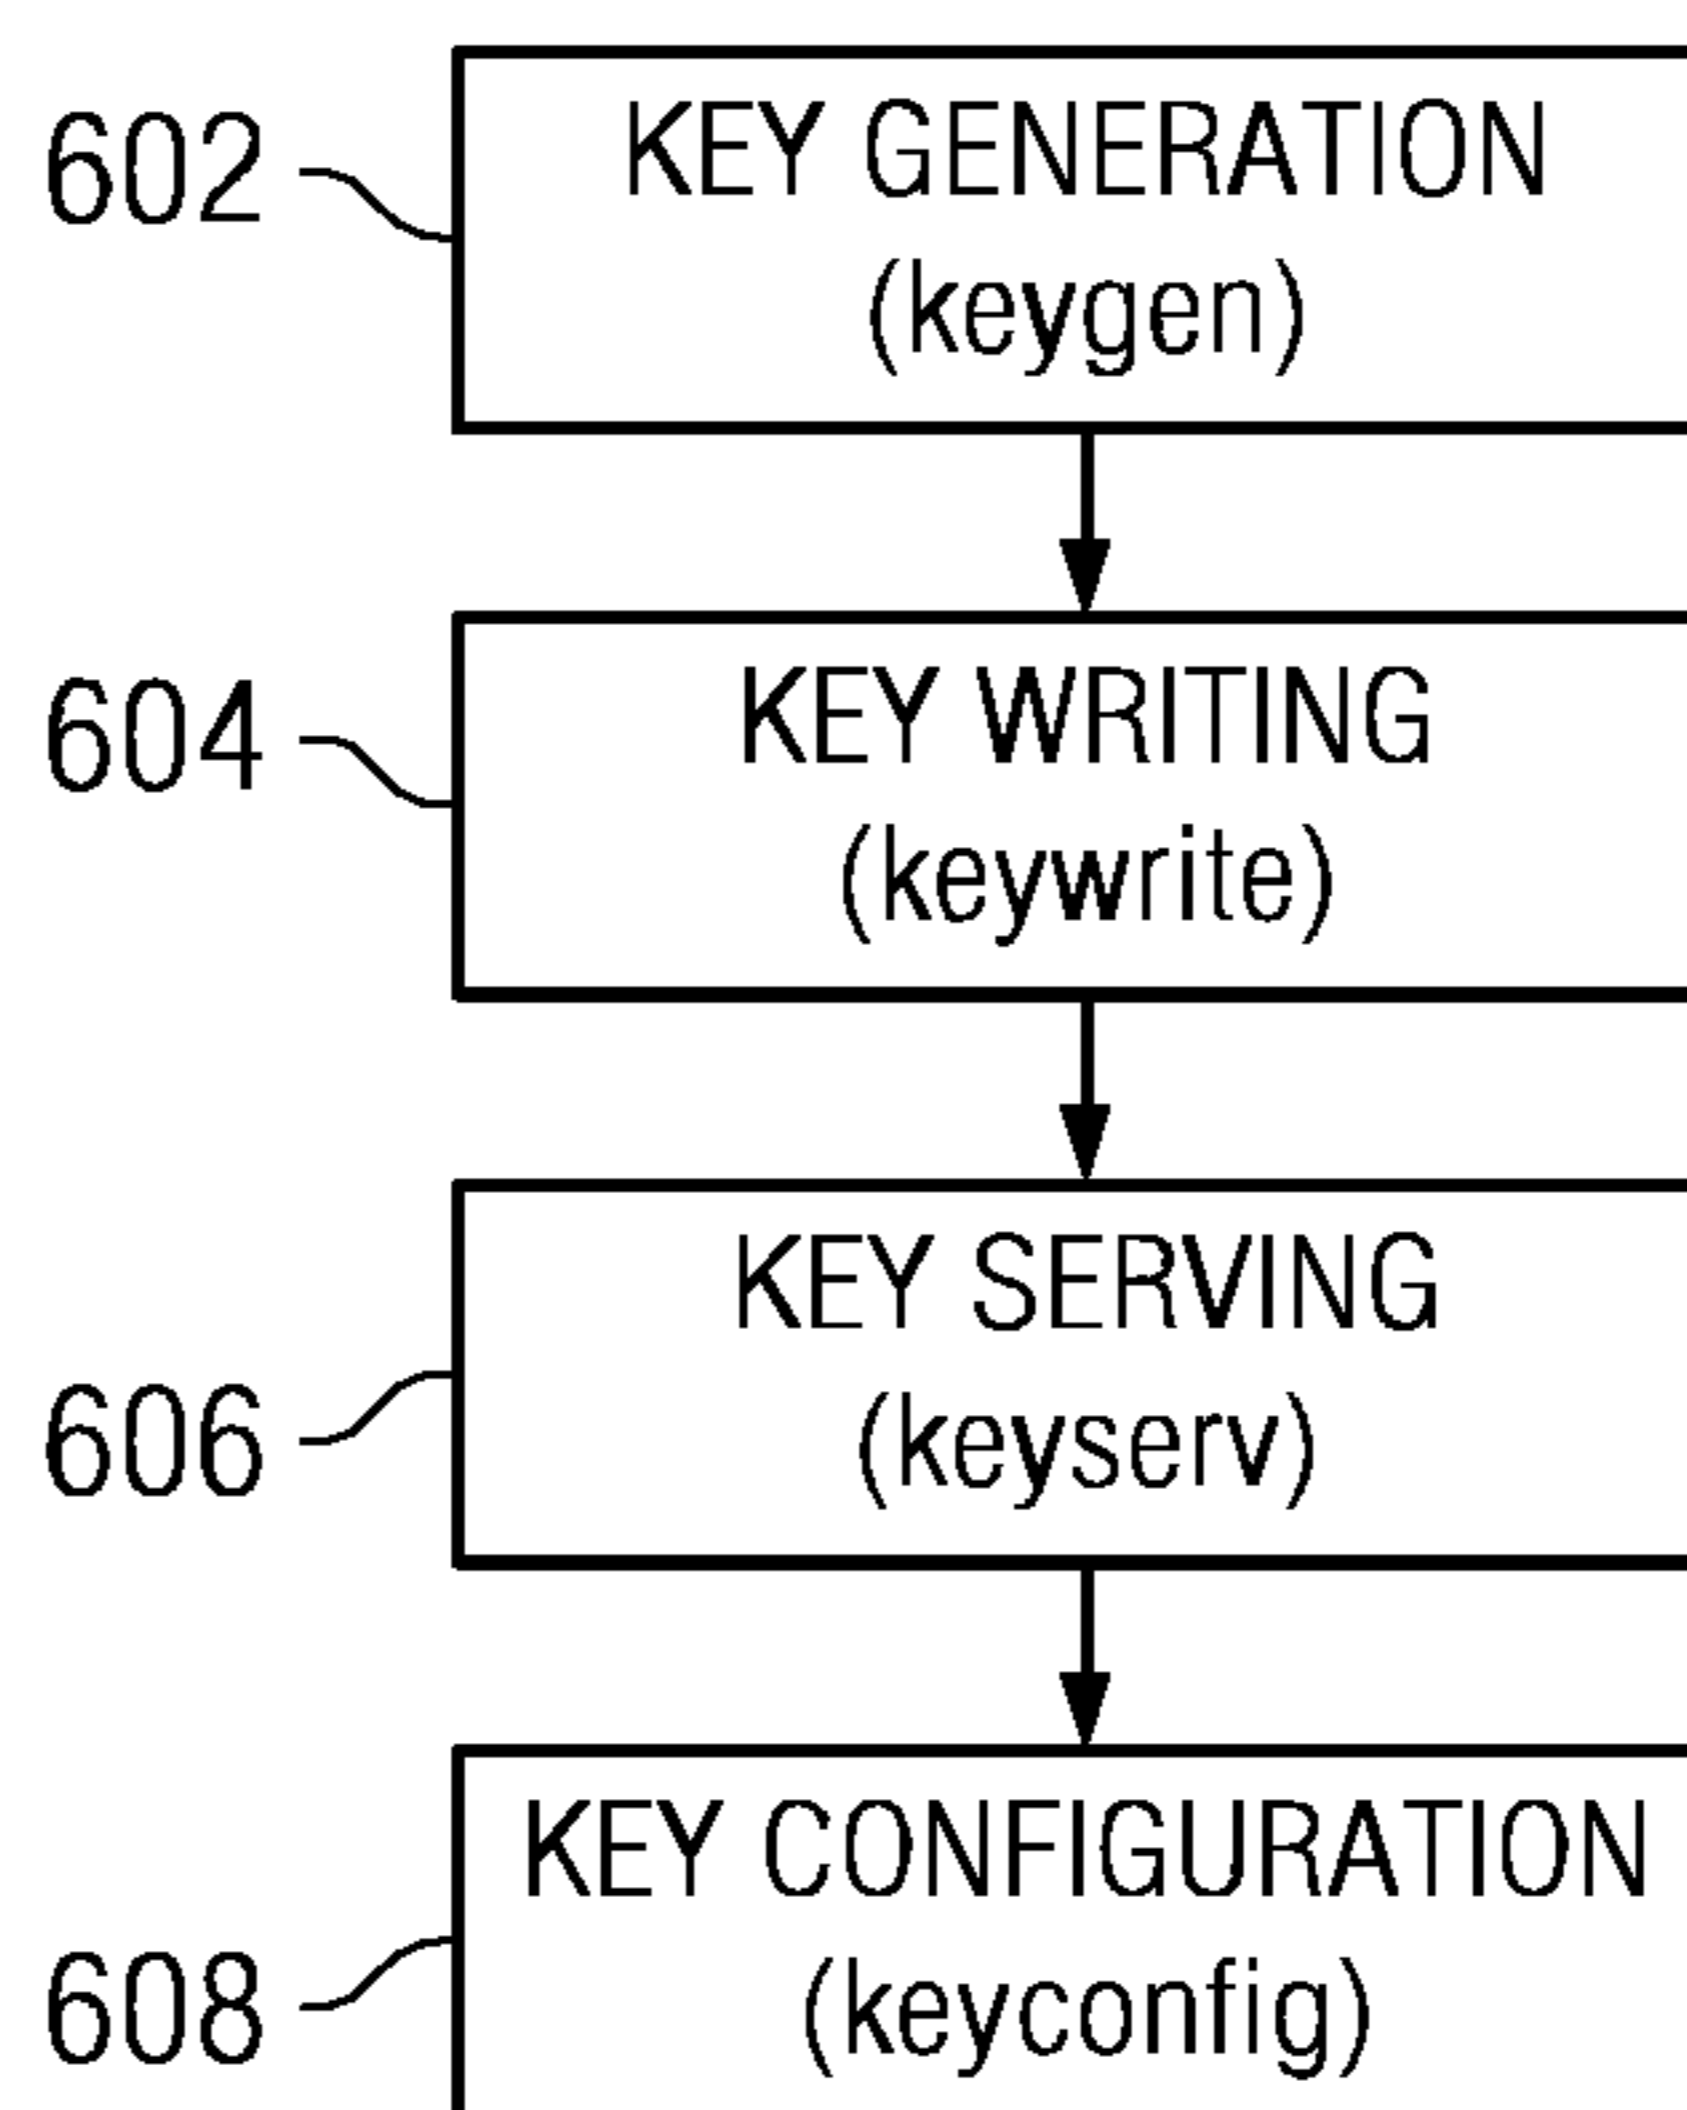 602
KEY GENERATION
(keygen)
604
KEY WRITING
(keywrite)
KEY SERVING
606
(keyserv)
KEY CONFIGURATION
608
(keyconfig)